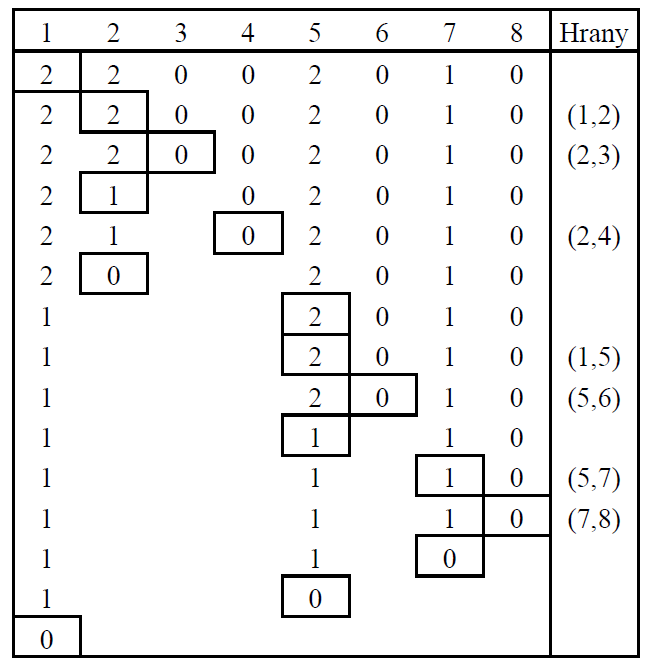 1 2 3 4 5 6 7 8 Hrany
2 2 0 0 2 0 1 0
2 2 0 0 2 0 1 0 (1,2)
2 2 0 0 2 0 1 0 (2,3)
2 1 0 2 0 1 0
2 1 0 2 0 1 0 (2,4)
2 0 2 0 1 0
1 2 0 1 0
1 2 0 1 0 (1,5)
1 2 0 1 0 (5,6)
1 1 1 0
1 1 1 0 (5,7)
1 1 1 0 (7,8)
1 1 0
1 0
0